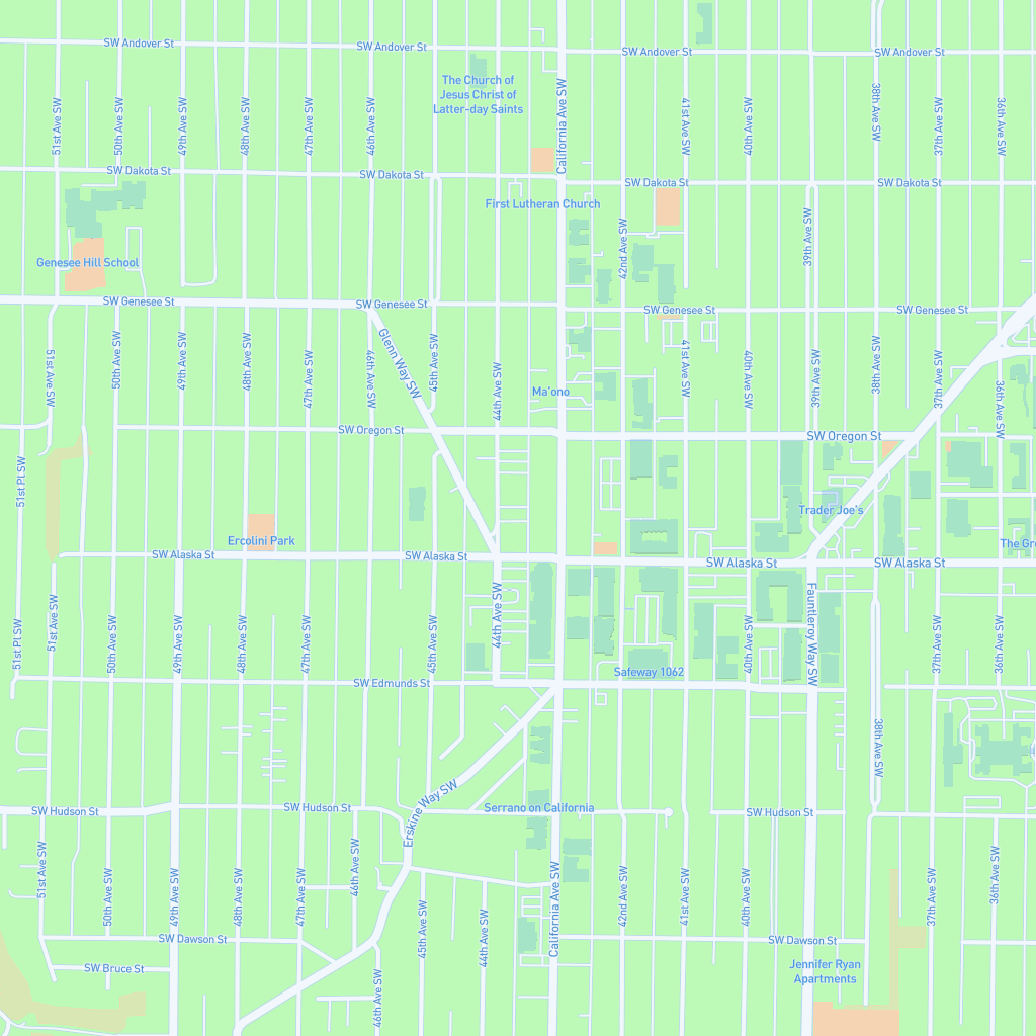 SW Andover St
SW Andover St
SW Andover St
SW Andover St
The Church of
Jesus Christ of
Latter-day Saints
51st Ave SW
50th Ave SW
49th Ave SW
48th Ave SW
47th Ave SW
46th Ave SW
California Ave SW
41st Ave SW
40th Ave SW
38th Ave SW
37th Ave SW
36th Ave SW
SW Dakota St
SW Dakota St
SW Dakota St
SW Dakota St
First Lutheran Church
42nd Ave SW
39th Ave SW
Genesee Hill School
SW Genesee St
SW Genesee St
SW Genesee St
SW Genesee St
51st Ave SW
50th Ave SW
49th Ave SW
48th Ave SW
47th Ave SW
46th Ave SW
Glenn Way SW
45th Ave SW
44th Ave SW
Ma'ono
41st Ave SW
40th Ave SW
39th Ave SW
38th Ave SW
37th Ave SW
36th Ave SW
SW Oregon St
SW Oregon St
51st Pl SW
Trader Joe's
Ercolini Park
The Gro
SW Alaska St
SW Alaska St
SW Alaska St
SW Alaska St
51st Pl SW
51st Ave SW
50th Ave SW
49th Ave SW
48th Ave SW
47th Ave SW
45th Ave SW
44th Ave SW
40th Ave SW
Fauntleroy Way SW
37th Ave SW
36th Ave SW
Safeway 1062
SW Edmunds St
38th Ave SW
SW Hudson St
SW Hudson St
Erskine Way SW
Serrano on California
SW Hudson St
51st Ave SW
50th Ave SW
49th Ave SW
48th Ave SW
47th Ave SW
46th Ave SW
45th Ave SW
44th Ave SW
California Ave SW
42nd Ave SW
41st Ave SW
40th Ave SW
37th Ave SW
36th Ave SW
SW Dawson St
SW Dawson St
SW Bruce St
46th Ave SW
Jennifer Ryan
Apartments